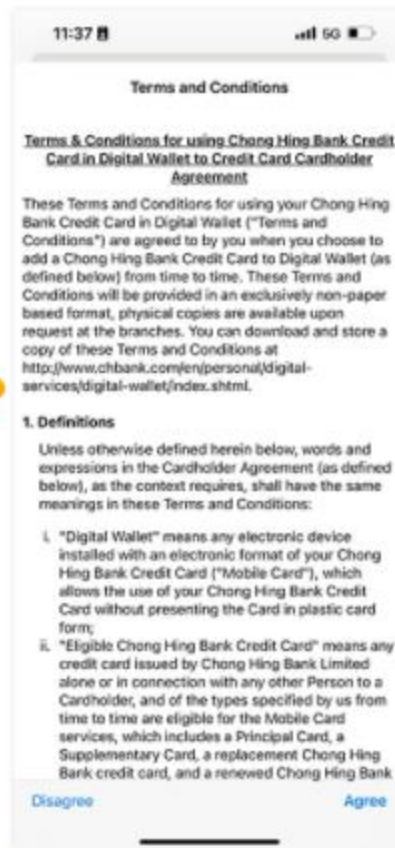 11:37
5G
Terms and Conditions
Terms & Conditions for using Chong Hing Bank Credit
Card in Digital Wallet to Credit Card Cardholder
Agreement
These Terms and Conditions for using your Chong Hing
Bank Credit Card in Digital Wallet ("Terms and
Conditions") are agreed to by you when you choose to
add a Chong Hing Bank Credit Card to Digital Wallet (as
defined below) from time to time. These Terms and
Conditions will be provided in an exclusively non-paper
based format, physical copies are available upon
request at the branches. You can download and store a
copy of these Terms and Conditions at
http://www.chbank.com/en/personal/digital-
services/digital-wallet/index.shtml.
1. Definitions
Unless otherwise defined herein below, words and
expressions in the Cardholder Agreement (as defined
below), as the context requires, shall have the same
meanings in these Terms and Conditions:
i. "Digital Wallet" means any electronic device
installed with an electronic format of your Chong
Hing Bank Credit Card ("Mobile Card"), which
allows the use of your Chong Hing Bank Credit
Card without presenting the Card in plastic card
form;
ii. "Eligible Chong Hing Bank Credit Card" means any
credit card issued by Chong Hing Bank Limited
alone or in connection with any other Person to a
Cardholder, and of the types specified by us from
time to time are eligible for the Mobile Card
services, which includes a Principal Card, a
Supplementary Card, a replacement Chong Hing
Bank credit card, and a renewed Chong Hing Bank
Disagree
Agree